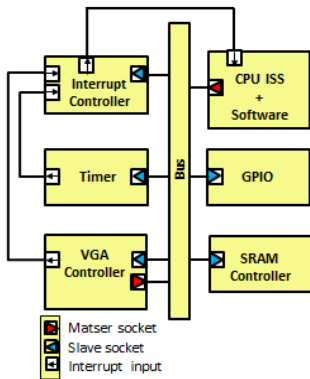 Interrupt
Controller
CPU ISS
+
Software
Timer
Bus
GPIO
VGA
Controller
SRAM
Controller
Matser socket
Slave socket
Interrupt input